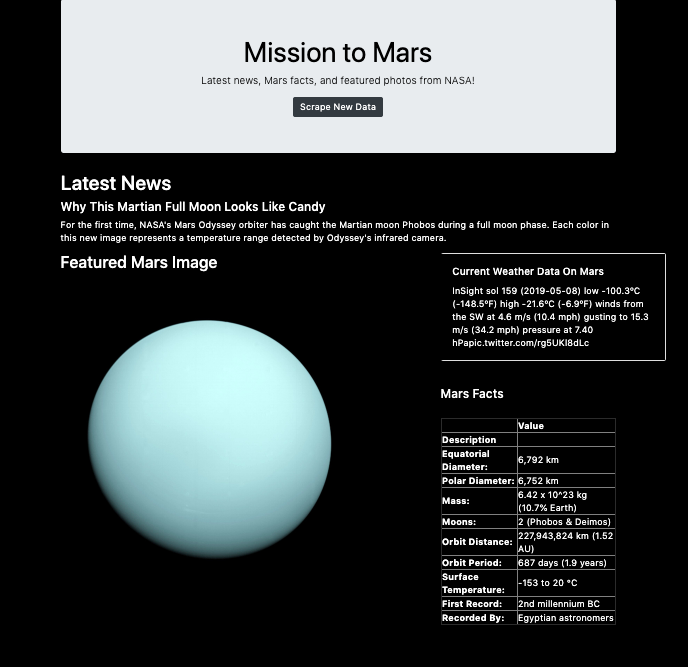 Mission to Mars
Latest news, Mars facts, and featured photos from NASA!
Scrape New Data
Latest News
Why This Martian Full Moon Looks Like Candy
For the first time, NASA's Mars Odyssey orbiter has caught the Martian moon Phobos during a full moon phase. Each color in
this new image represents a temperature range detected by Odyssey's infrared camera.
Featured Mars Image
Current Weather Data On Mars
InSight sol 159 (2019-05-08) low -100.3ºC
(-148.5ºF) high -21.6ºC (-6.9ºF) winds from
the SW at 4.6 m/s (10.4 mph) gusting to 15.3
m/s (34.2 mph) pressure at 7.40
hPapic.twitter.com/rg5UKl8dLc
Mars Facts
Value
Description
Equatorial
Diameter:
6,792 km
Polar Diameter: 6,752 km
Mass:
6.42 x 10^23 kg
(10.7% Earth)
Moons: 2 (Phobos & Deimos)
Orbit Distance:
227,943,824 km (1.52
AU)
Orbit Period: 687 days (1.9 years)
Surface
Temperature:
-153 to 20 °C
First Record: 2nd millennium BC
Recorded By: Egyptian astronomers